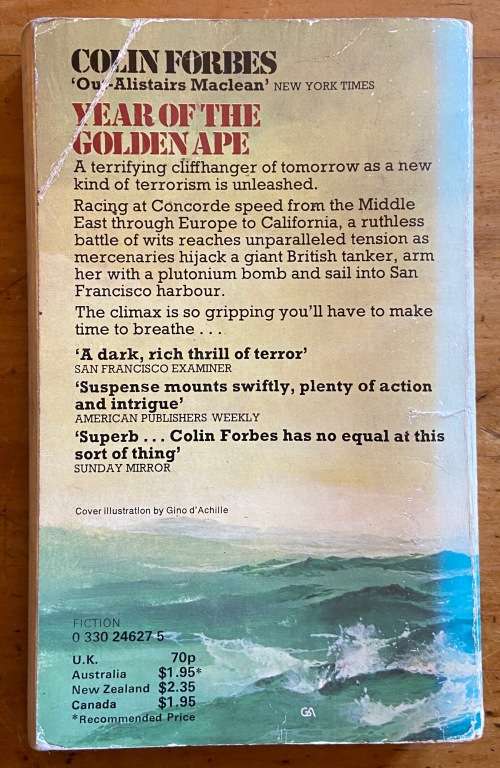 COLIN FORBES
'Out-Alistairs Maclean' NEW YORK TIMES
YEAR OF THE
GOLDEN APE
A terrifying cliffhanger of tomorrow as a new
kind of terrorism is unleashed.
Racing at Concorde speed from the Middle
East through Europe to California, a ruthless
battle of wits reaches unparalleled tension as
mercenaries hijack a giant British tanker, arm
her with a plutonium bomb and sail into San
Francisco harbour.
The climax is so gripping you'll have to make
time to breathe . . .
'A dark, rich thrill of terror'
SAN FRANCISCO EXAMINER
'Suspense mounts swiftly, plenty of action
and intrigue'
AMERICAN PUBLISHERS WEEKLY
'Superb . . . Colin Forbes has no equal at this
sort of thing'
SUNDAY MIRROR
Cover illustration by Gino d'Achille
FICTION
0 330 24627 5
U.K. 70p
Australia $1.95*
New Zealand $2.35
Canada $1.95
*Recommended Price